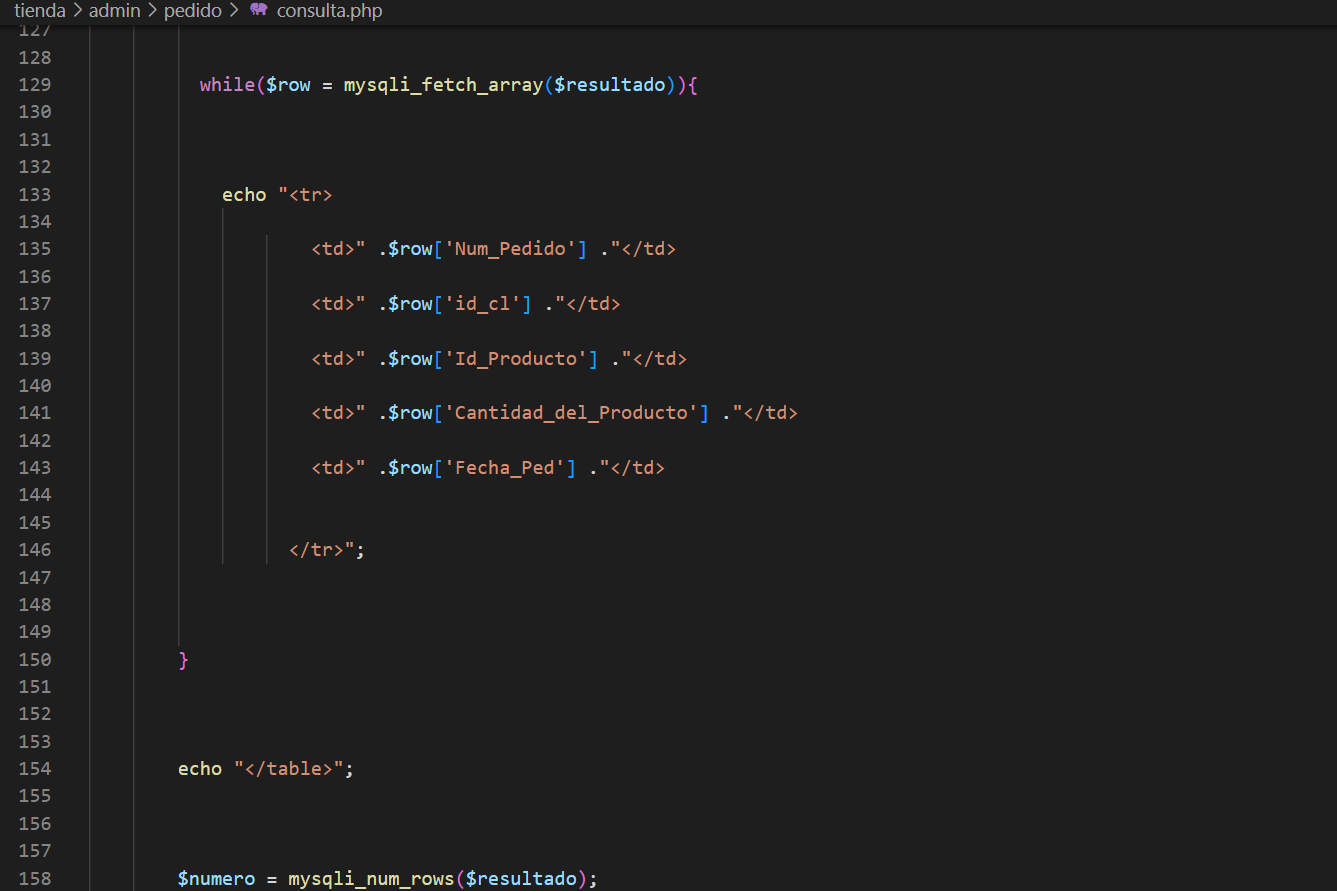 tienda > admin > pedido > consulta.php
127
128
129 while($row = mysqli_fetch_array($resultado)){
130
131
132
133 echo "<tr>
134
135 <td>" .$row['Num_Pedido'] ."</td>
136
137 <td>" .$row['id_cl'] ."</td>
138
139 <td>" .$row['Id_Producto'] ."</td>
140
141 <td>" .$row['Cantidad_del_Producto'] ."</td>
142
143 <td>" .$row['Fecha_Ped'] ."</td>
144
145
146 </tr>";
147
148
149
150 }
151
152
153
154 echo "</table>";
155
156
157
158 $numero = mysqli_num_rows($resultado);